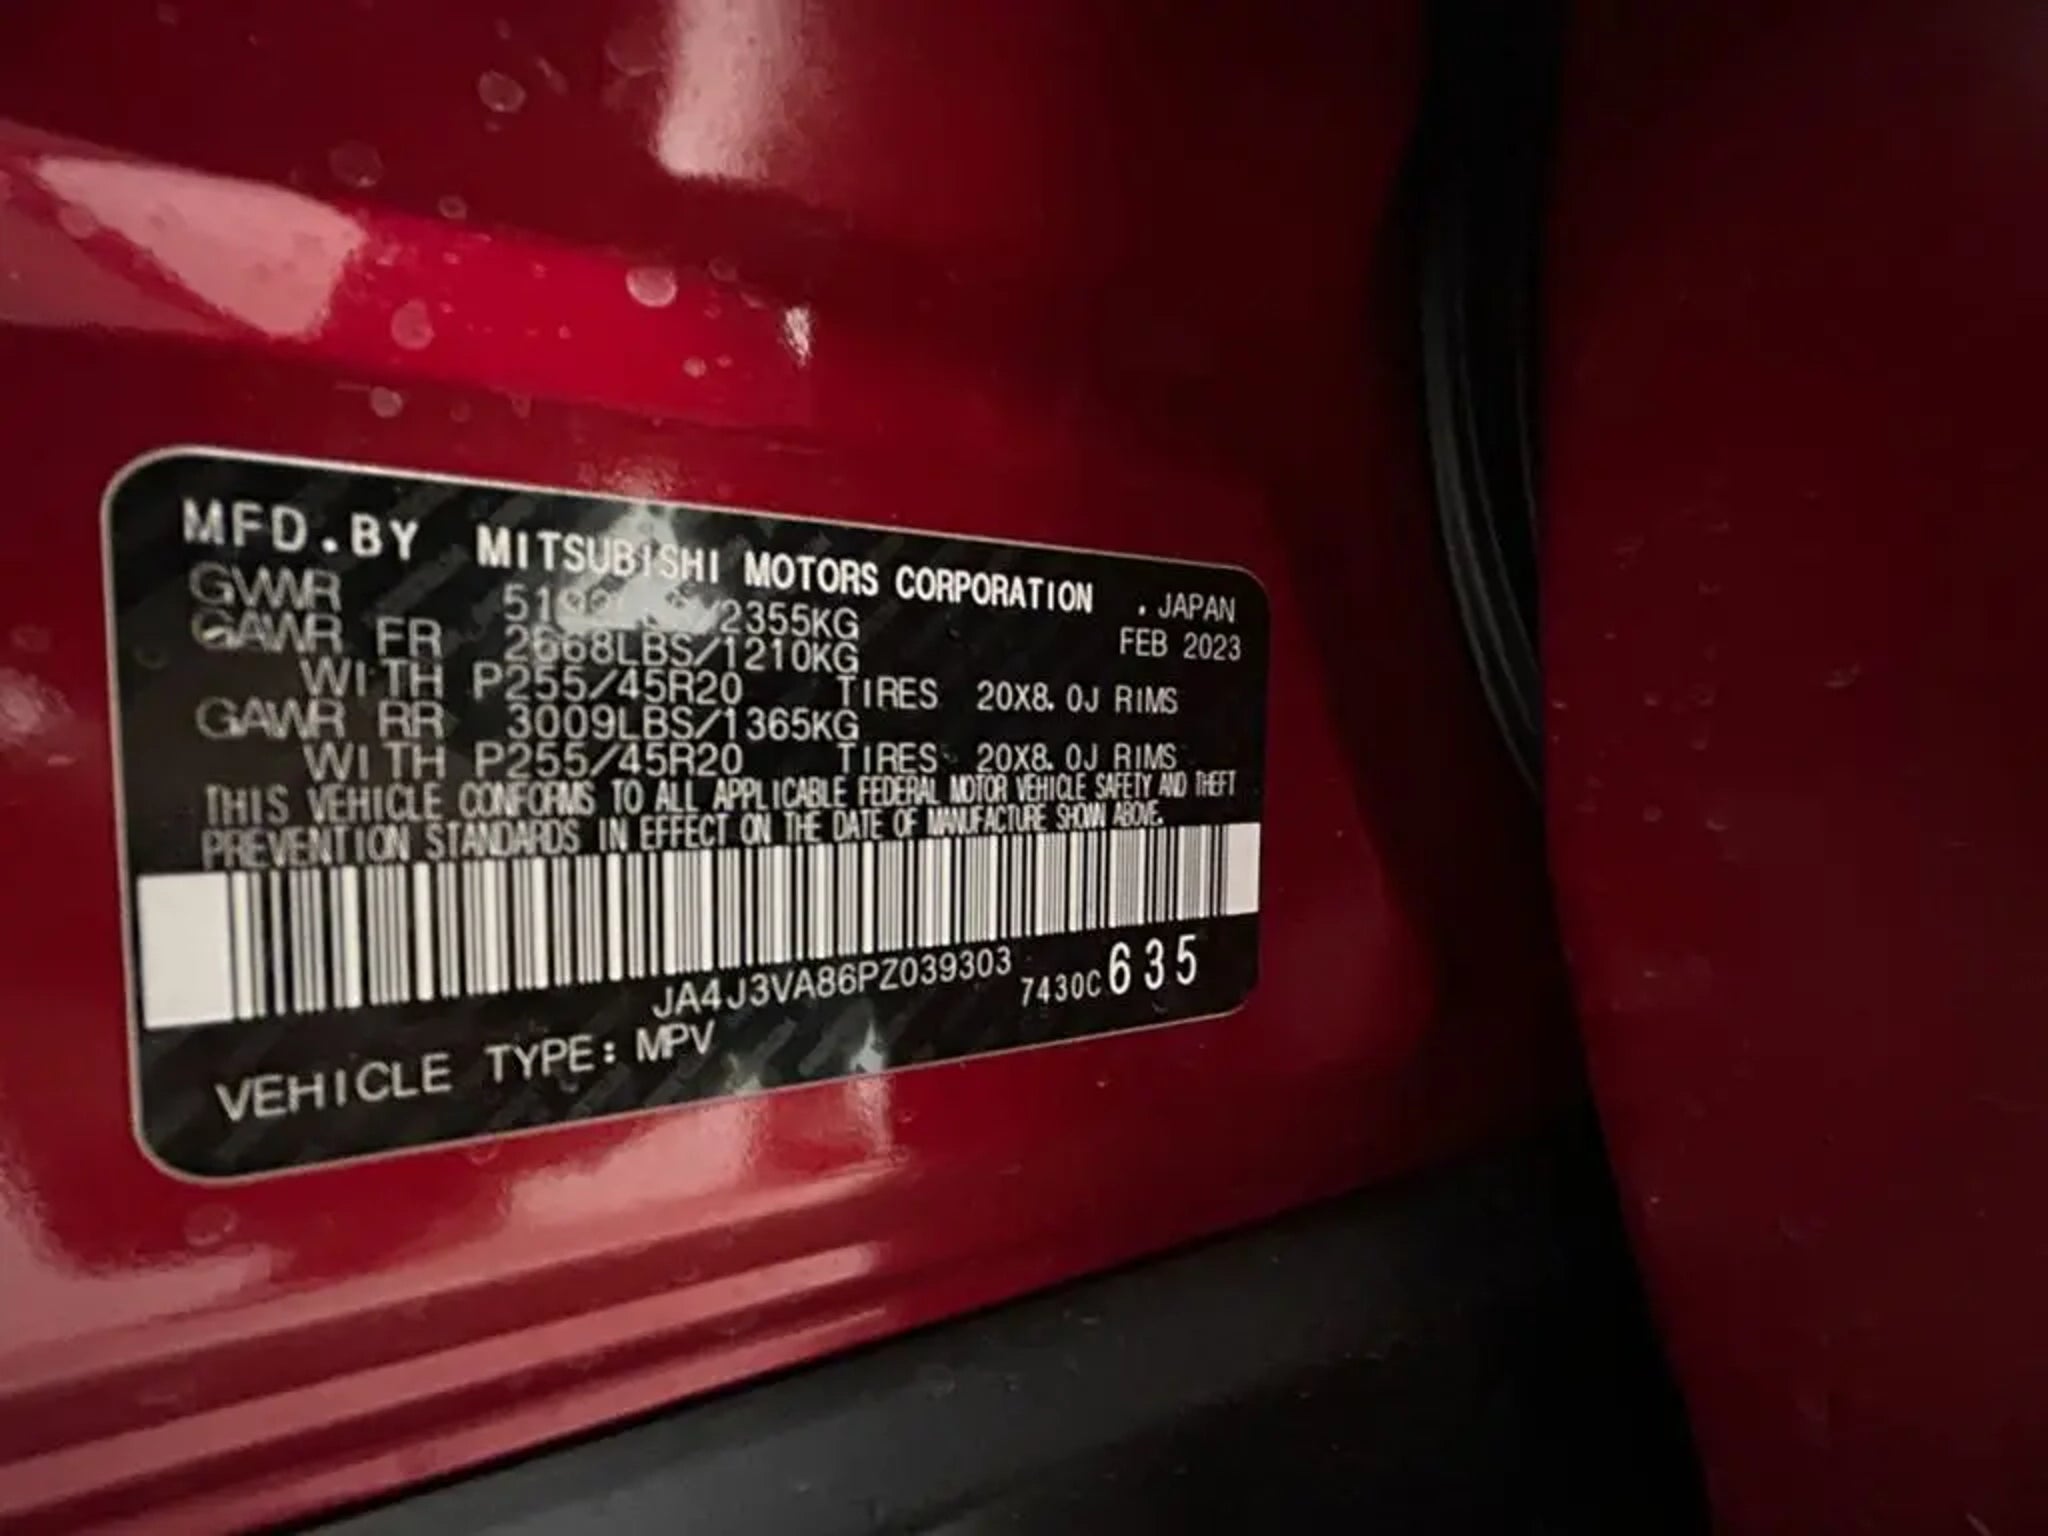 MFD.BY MITSUBISHI MOTORS CORPORATION . JAPAN
GVWR /2355KG FEB 2023
GAWR FR 2668LBS/1210KG
WITH P255/45R20 TIRES 20X8.0J RIMS
GAWR RR 3009LBS/1365KG
WITH P255/45R20 TIRES 20X8.0J RIMS
THIS VEHICLE CONFORMS TO ALL APPLICABLE FEDERAL MOTOR VEHICLE SAFETY AND THEFT
PREVENTION STANDARDS IN EFFECT ON THE DATE OF MANUFACTURE SHOWN ABOVE.
JA4J3VA86PZ039303 7430C635
VEHICLE TYPE: MPV